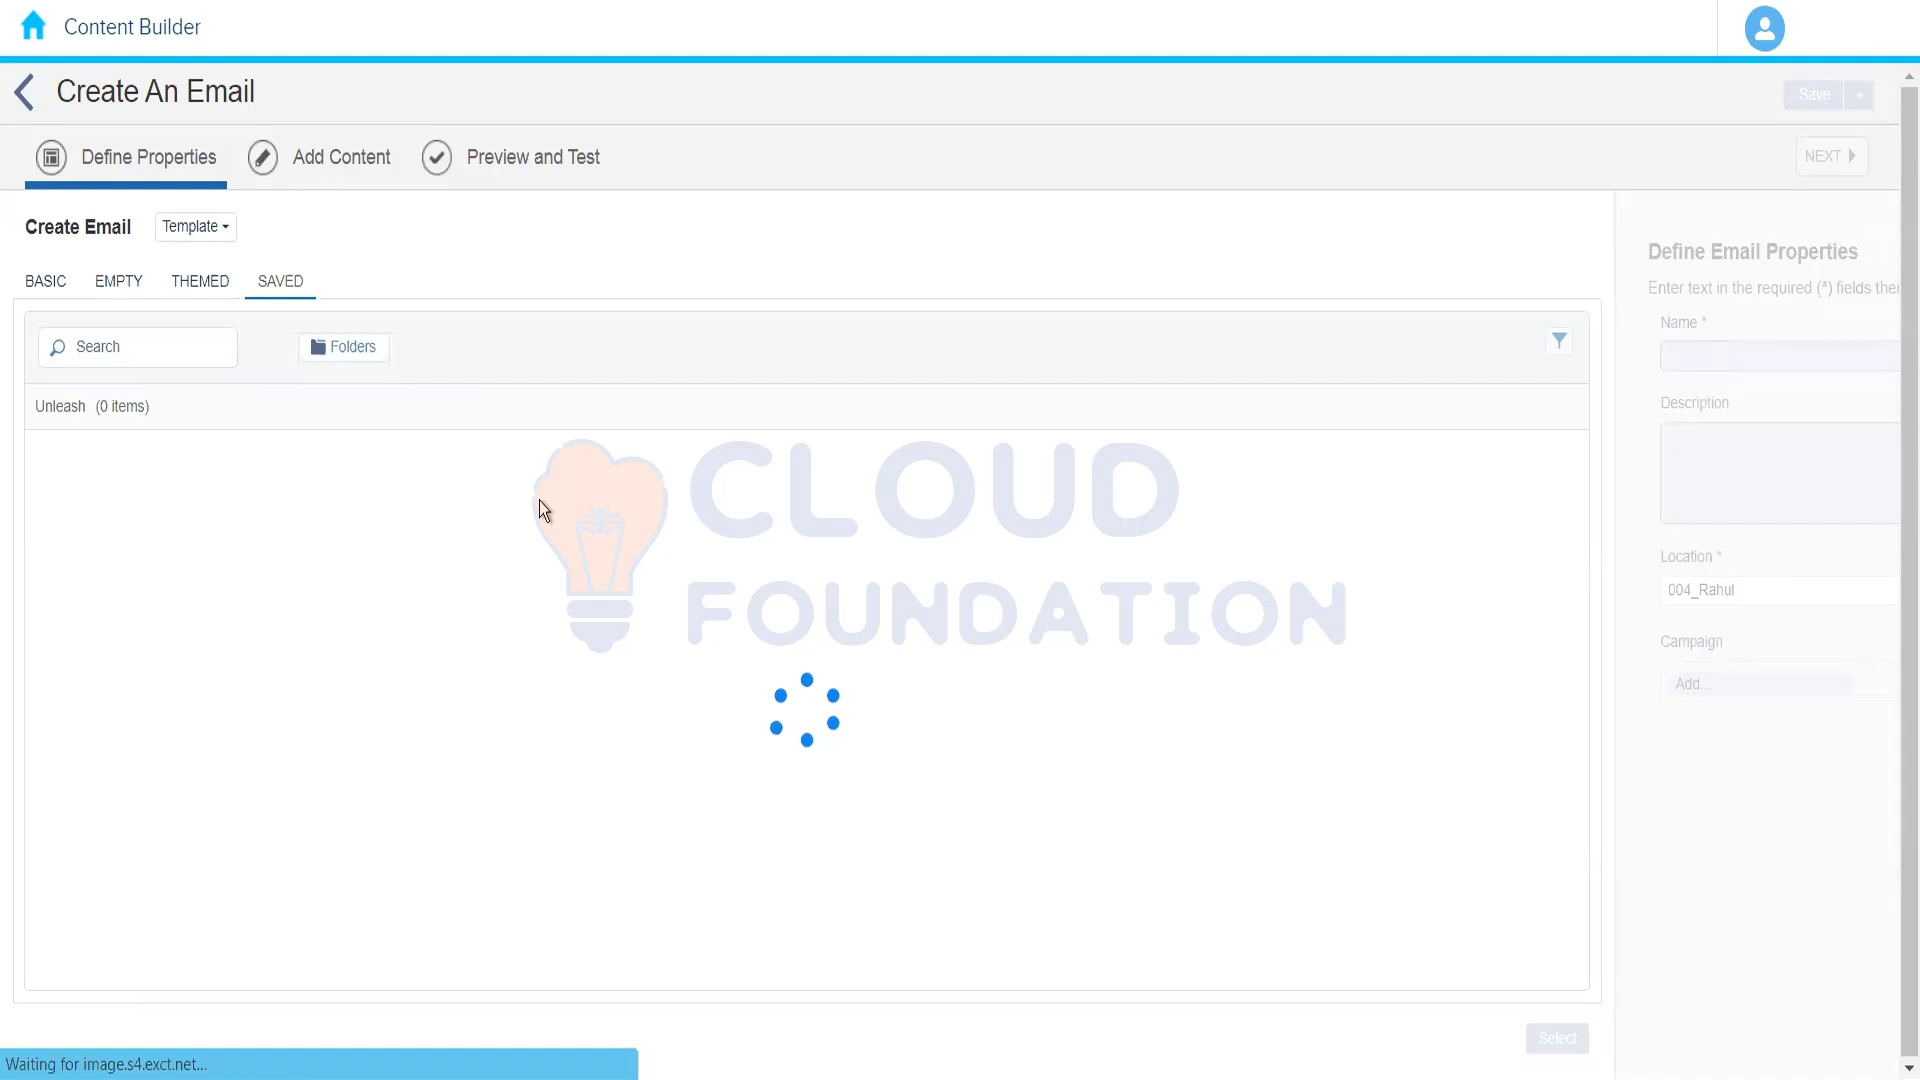 Content Builder
Create An Email
Save
Define Properties
Add Content
Preview and Test
NEXT
Create Email
Template
BASIC
EMPTY
THEMED
SAVED
Search
Folders
Unleash (0 items)
CLOUD
FOUNDATION
Define Email Properties
Enter text in the required (*) fields
Name *
Description
Location *
004_Rahul
Campaign
Add...
Select
Waiting for image.s4.exct.net...